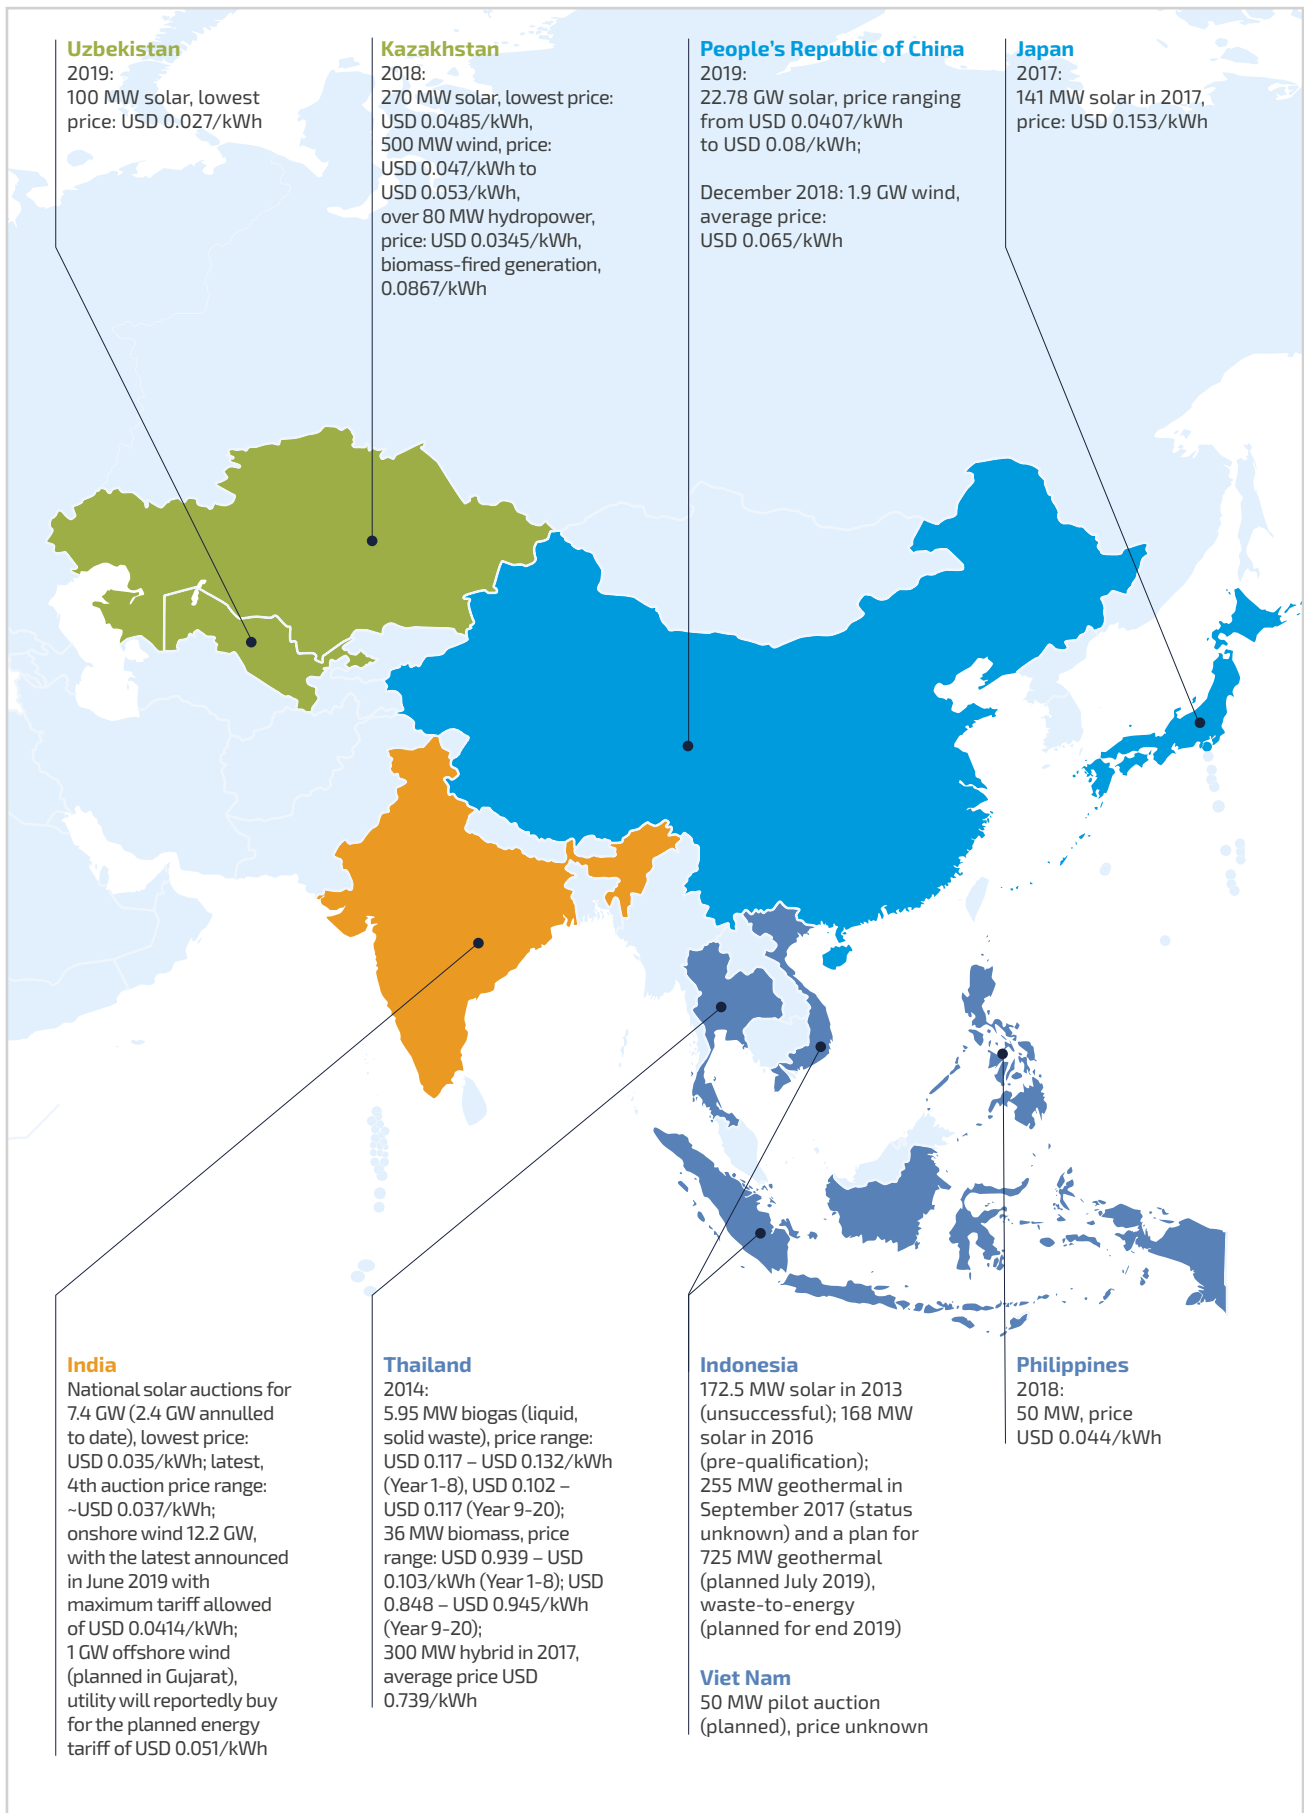 Uzbekistan
2019:
100 MW solar, lowest
price: USD 0.027/kWh
Kazakhstan
2018:
270 MW solar, lowest price:
USD 0.0485/kWh,
500 MW wind, price:
USD 0.047/kWh to
USD 0.053/kWh,
over 80 MW hydropower,
price: USD 0.0345/kWh,
biomass-fired generation,
0.0867/kWh
People's Republic of China
2019:
22.78 GW solar, price ranging
from USD 0.0407/kWh
to USD 0.08/kWh;
December 2018: 1.9 GW wind,
average price:
USD 0.065/kWh
Japan
2017:
141 MW solar in 2017,
price: USD 0.153/kWh
India
National solar auctions for
7.4 GW (2.4 GW annulled
to date), lowest price:
USD 0.035/kWh; latest,
4th auction price range:
~USD 0.037/kWh;
onshore wind 12.2 GW,
with the latest announced
in June 2019 with
maximum tariff allowed
of USD 0.0414/kWh;
1 GW offshore wind
(planned in Gujarat),
utility will reportedly buy
for the planned energy
tariff of USD 0.051/kWh
Thailand
2014:
5.95 MW biogas (liquid,
solid waste), price range:
USD 0.117 – USD 0.132/kWh
(Year 1-8), USD 0.102 –
USD 0.117 (Year 9-20);
36 MW biomass, price
range: USD 0.939 – USD
0.103/kWh (Year 1-8); USD
0.848 – USD 0.945/kWh
(Year 9-20);
300 MW hybrid in 2017,
average price USD
0.739/kWh
Indonesia
172.5 MW solar in 2013
(unsuccessful); 168 MW
solar in 2016
(pre-qualification);
255 MW geothermal in
September 2017 (status
unknown) and a plan for
725 MW geothermal
(planned July 2019),
waste-to-energy
(planned for end 2019)
Viet Nam
50 MW pilot auction
(planned), price unknown
Philippines
2018:
50 MW, price
USD 0.044/kWh